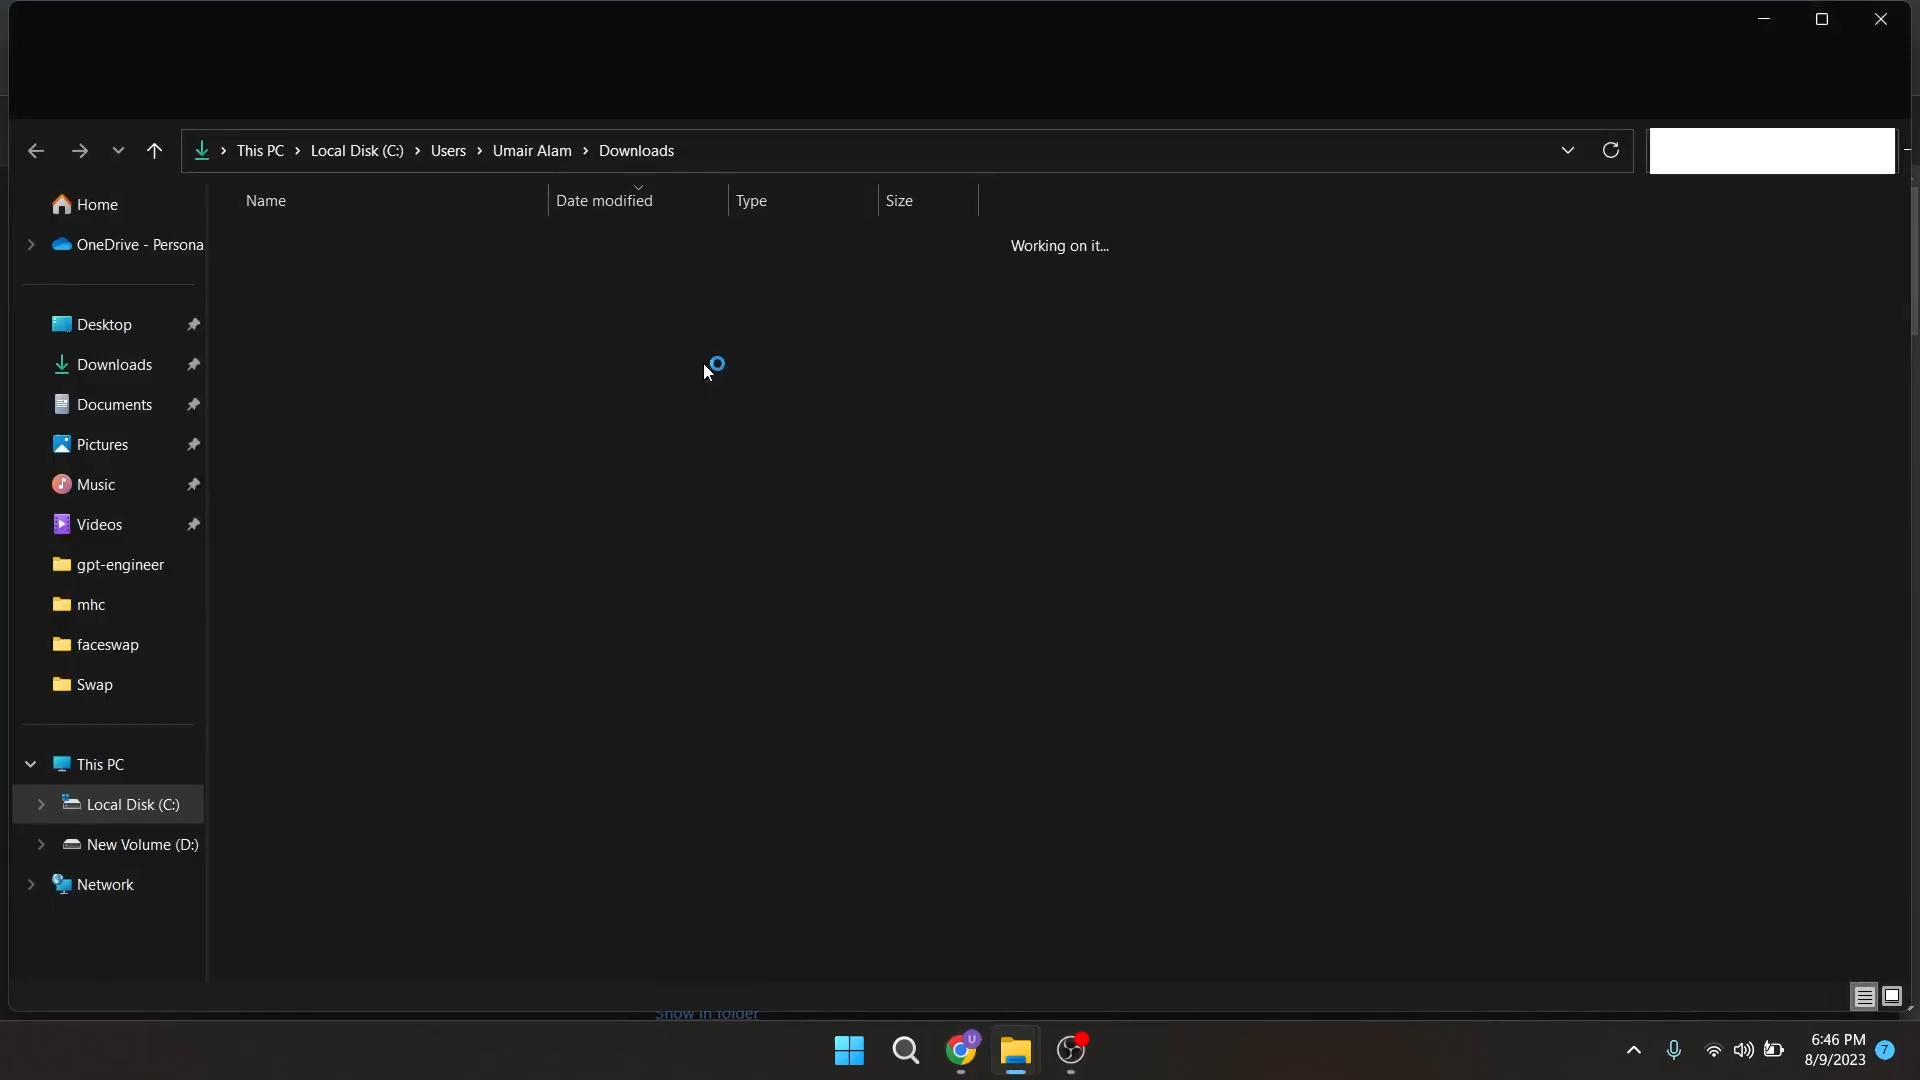 This PC > Local Disk (C:) > Users > Umair Alam > Downloads
Name Date modified Type Size
Working on it...
Home
OneDrive - Persona
Desktop
Downloads
Documents
Pictures
Music
Videos
gpt-engineer
mhc
faceswap
Swap
This PC
Local Disk (C:)
New Volume (D:)
Network
Show in folder
U
6:46 PM
8/9/2023
7